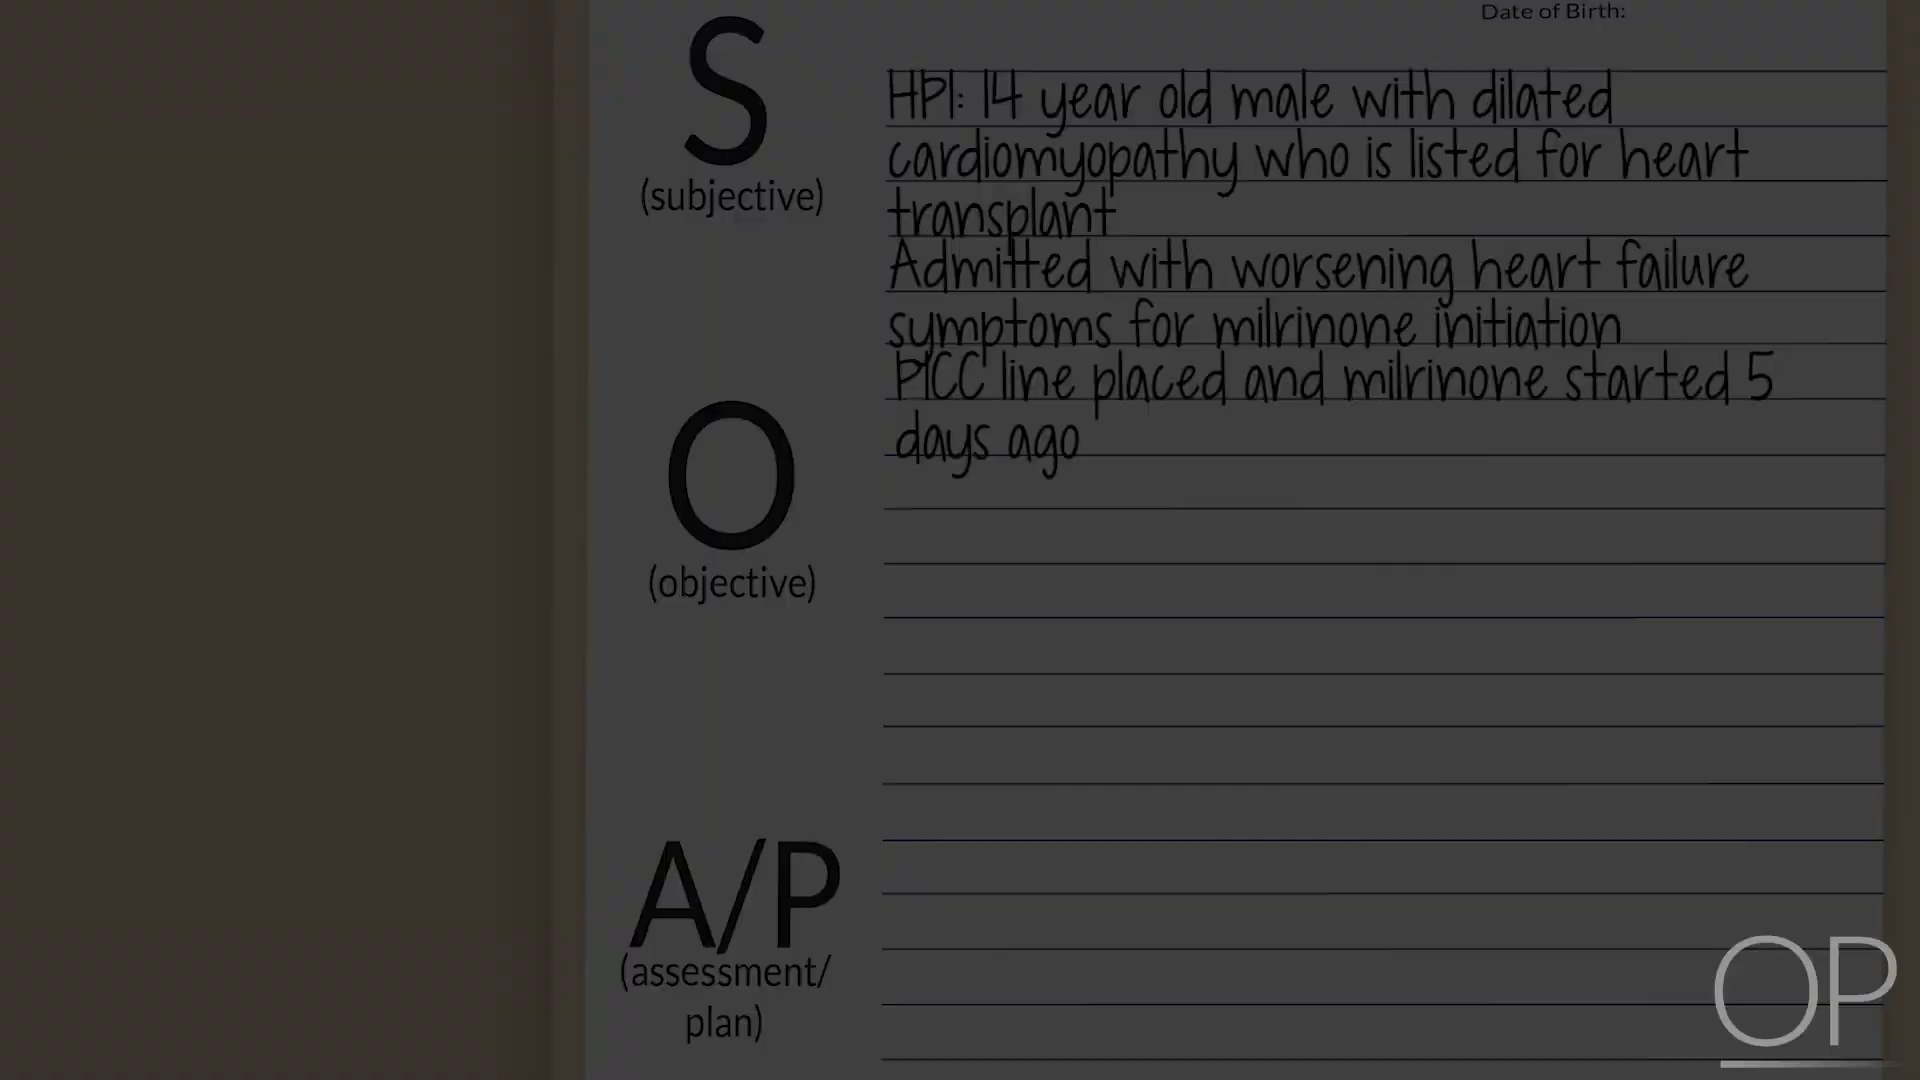 Date of Birth:
S
(subjective)
HPI: 14 year old male with dilated
cardiomyopathy who is listed for heart
transplant
Admitted with worsening heart failure
symptoms for milrinone initiation
PICC line placed and milrinone started 5
days ago
O
(objective)
A/P
(assessment/
plan)
OP